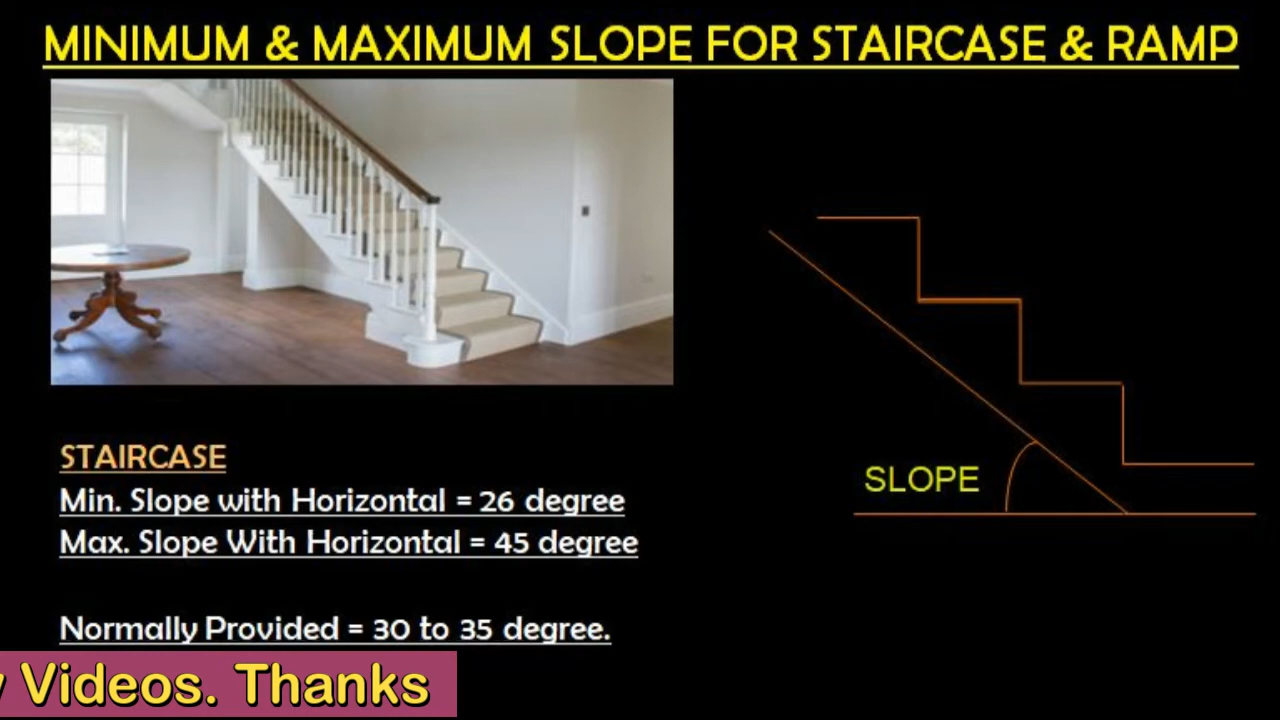 MINIMUM & MAXIMUM SLOPE FOR STAIRCASE & RAMP
SLOPE
STAIRCASE
Min. Slope with Horizontal = 26 degree
Max. Slope With Horizontal = 45 degree
Normally Provided = 30 to 35 degree.
Videos. Thanks